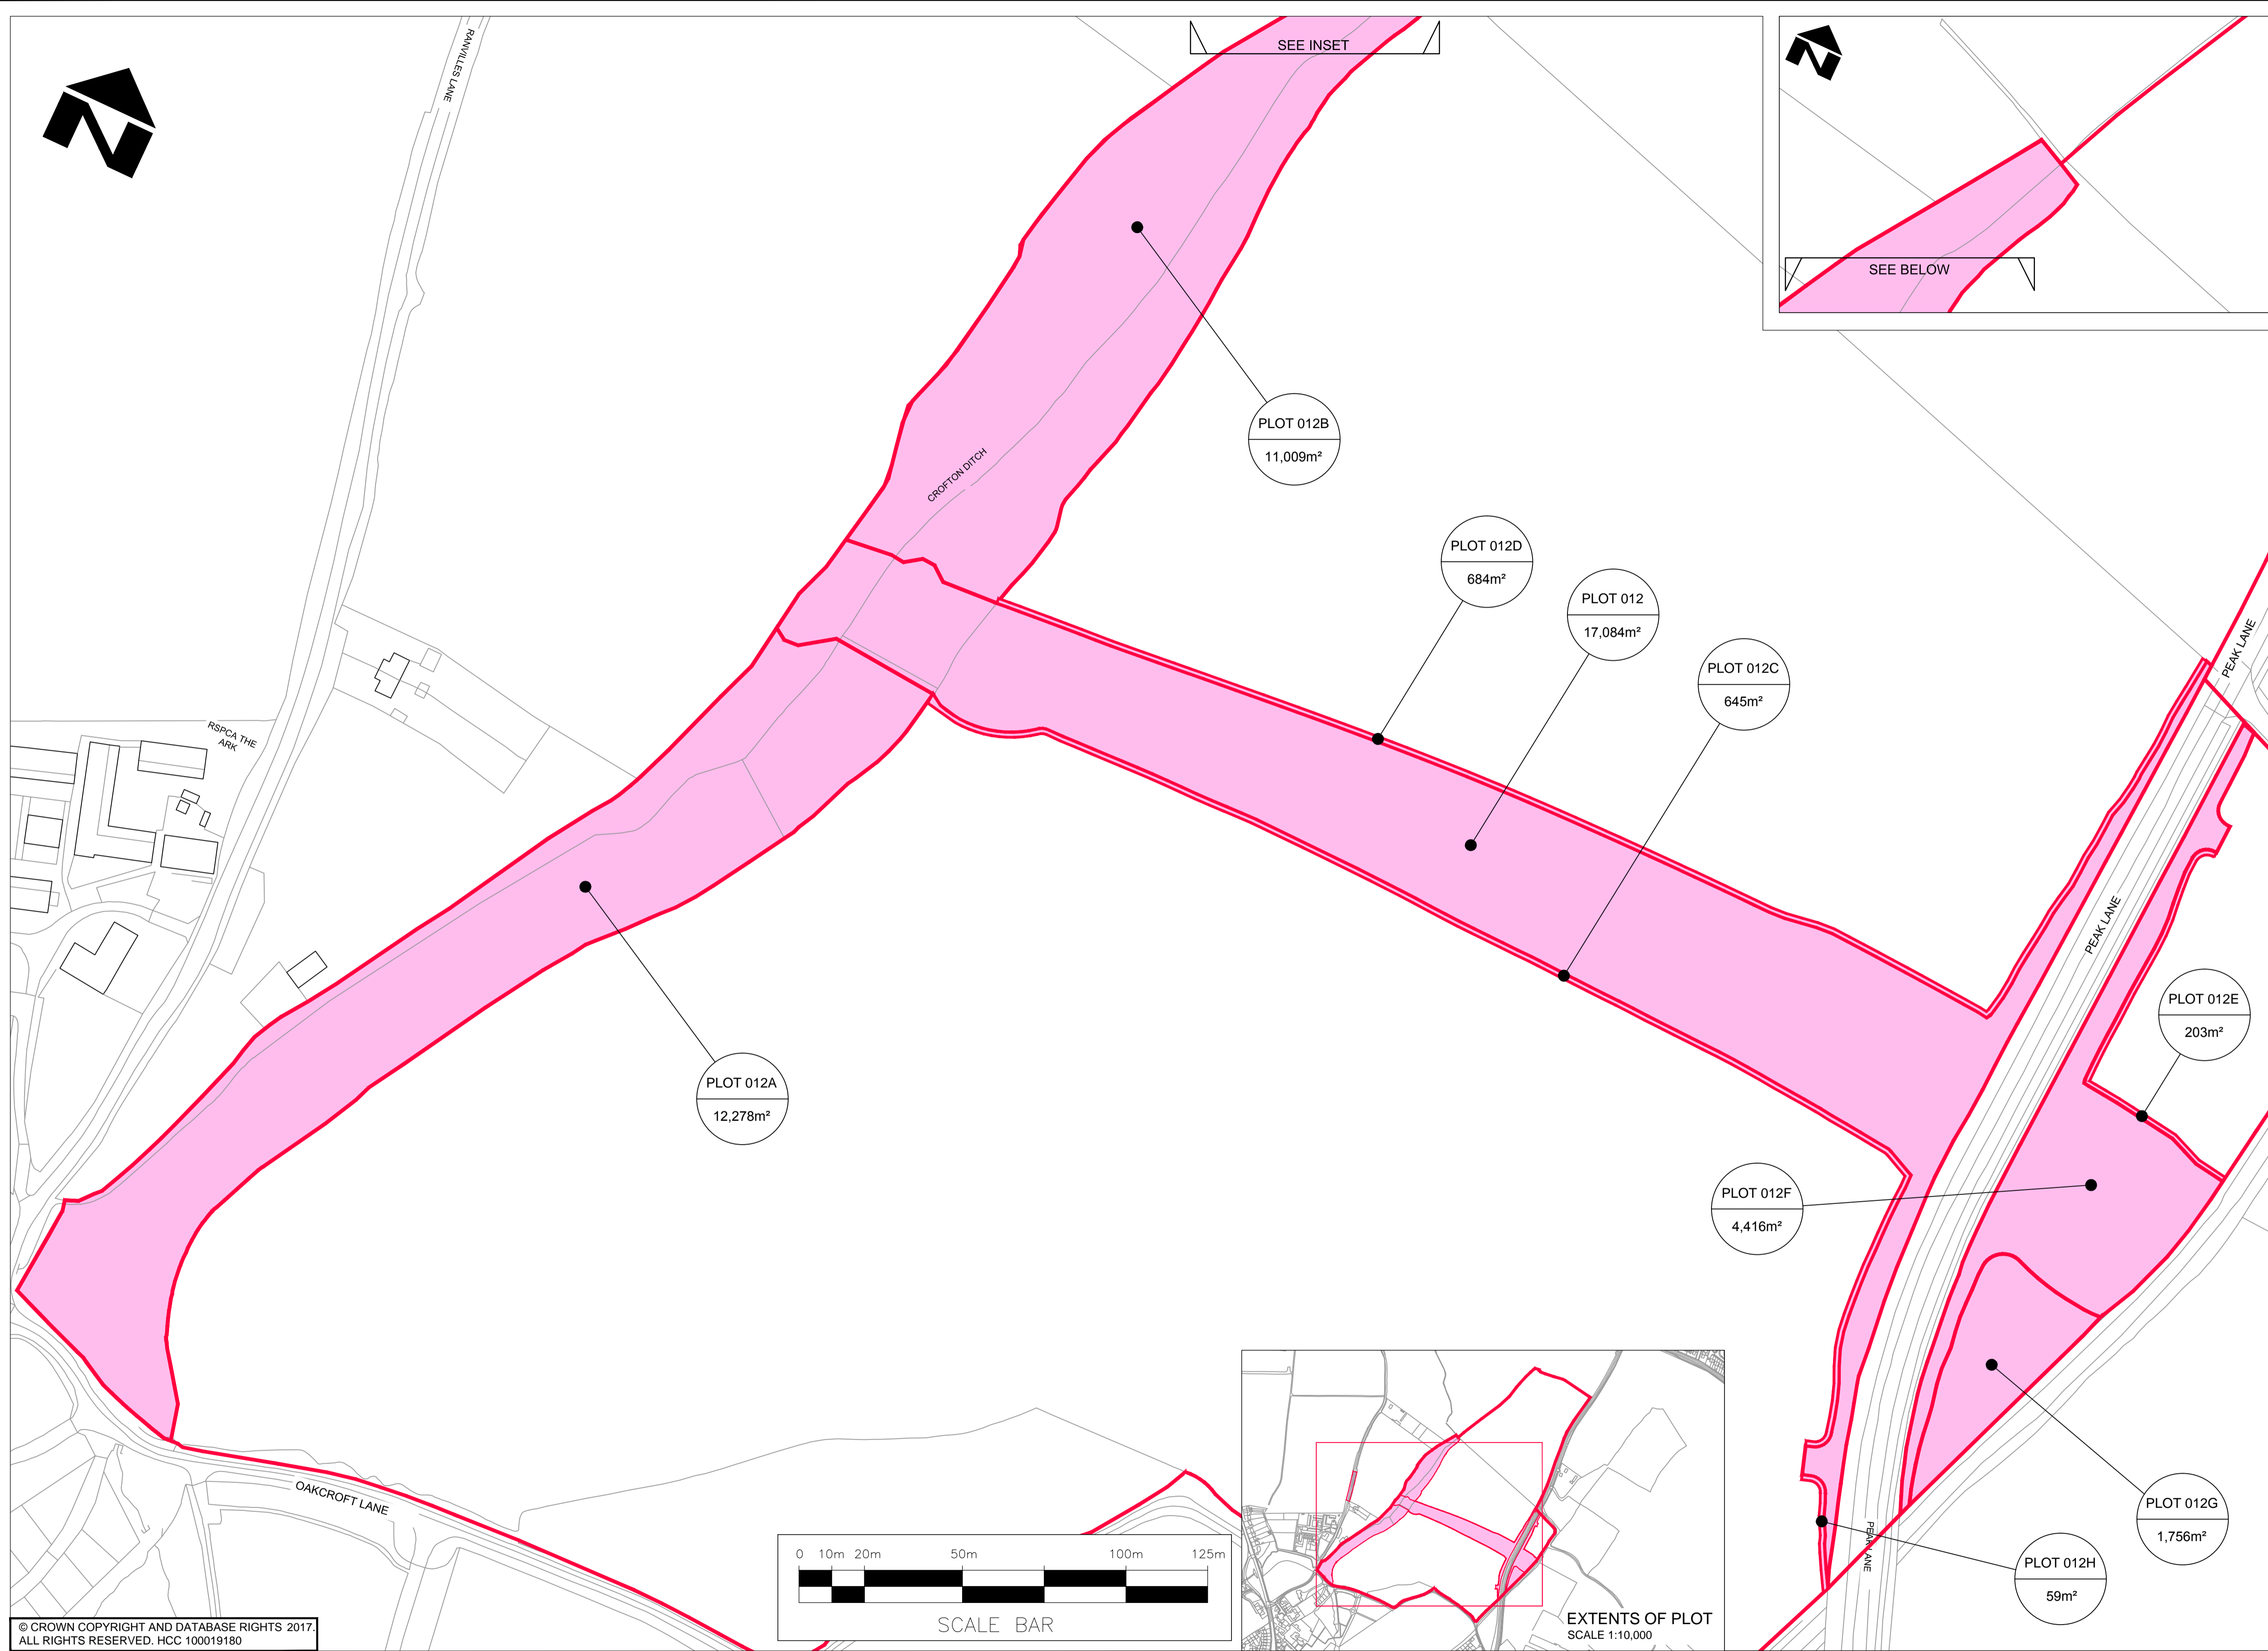 RANVILLES LANE
SEE INSET
SEE BELOW
PLOT 012B
11,009m²
CROFTON DITCH
PLOT 012D
684m²
PLOT 012
17,084m²
PLOT 012C
645m²
PEAK LANE
RSPCA THE
ARK
PEAK LANE
PLOT 012E
203m²
PLOT 012A
12,278m²
PLOT 012F
4,416m²
OAKCROFT LANE
PLOT 012G
1,756m²
PEAK LANE
PLOT 012H
59m²
0 10m 20m 50m 100m 125m
SCALE BAR
EXTENTS OF PLOT
SCALE 1:10,000
© CROWN COPYRIGHT AND DATABASE RIGHTS 2017.
ALL RIGHTS RESERVED. HCC 100019180